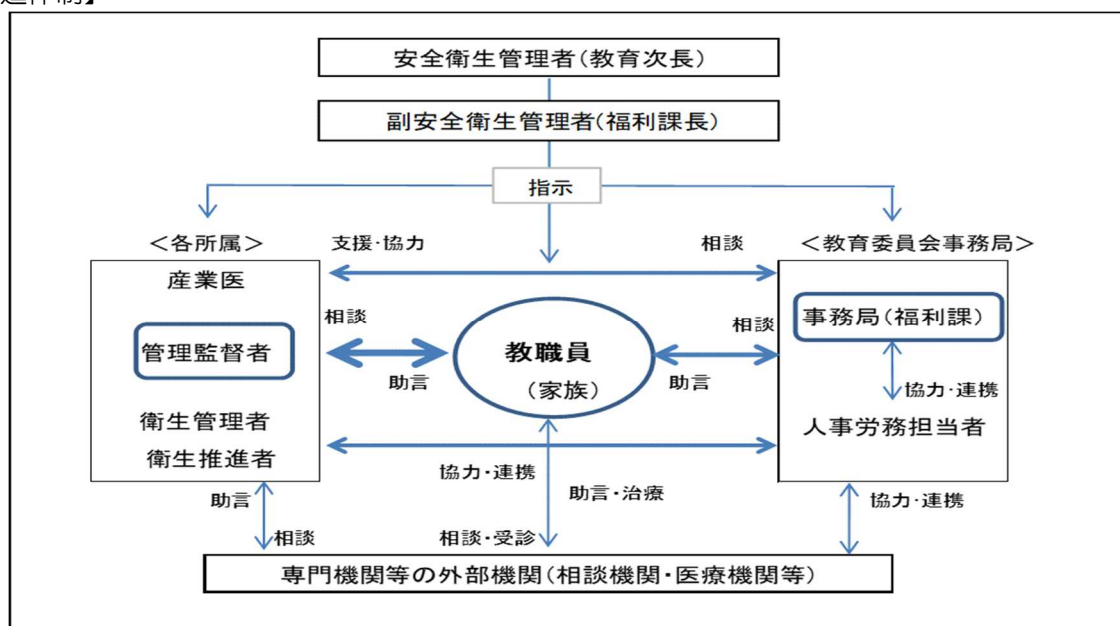 進体制】
安全衛生管理者(教育次長)
副安全衛生管理者(福利課長)
指示
＜各所属＞
支援・協力
相談
＜教育委員会事務局＞
産業医
相談
管理監督者
助言
教職員
(家族)
相談
助言
事務局(福利課)
協力・連携
衛生管理者
衛生推進者
人事労務担当者
協力・連携
助言・治療
助言
相談
相談・受診
協力・連携
専門機関等の外部機関(相談機関・医療機関等)